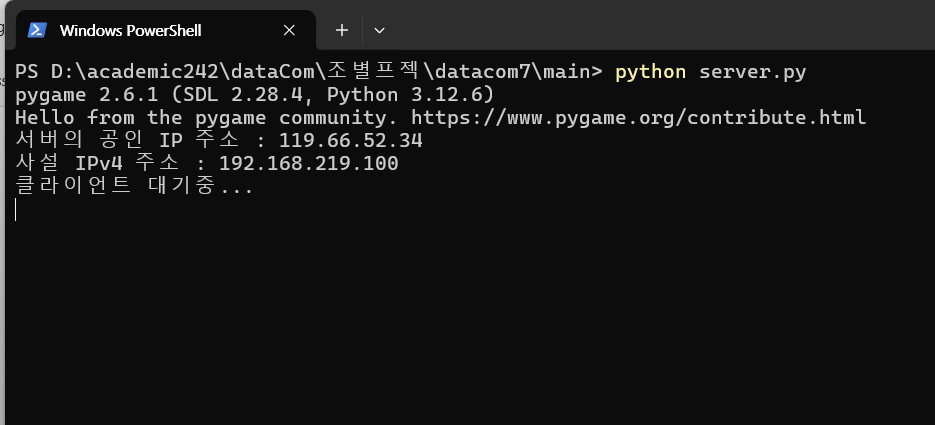 Windows PowerShell
PS D:\academic242\dataCom\조별프젝\datacom7\main> python server.py
pygame 2.6.1 (SDL 2.28.4, Python 3.12.6)
Hello from the pygame community. https://www.pygame.org/contribute.html
서버의 공인 IP 주소 : 119.66.52.34
사설 IPv4 주소 : 192.168.219.100
클라이언트 대기중...